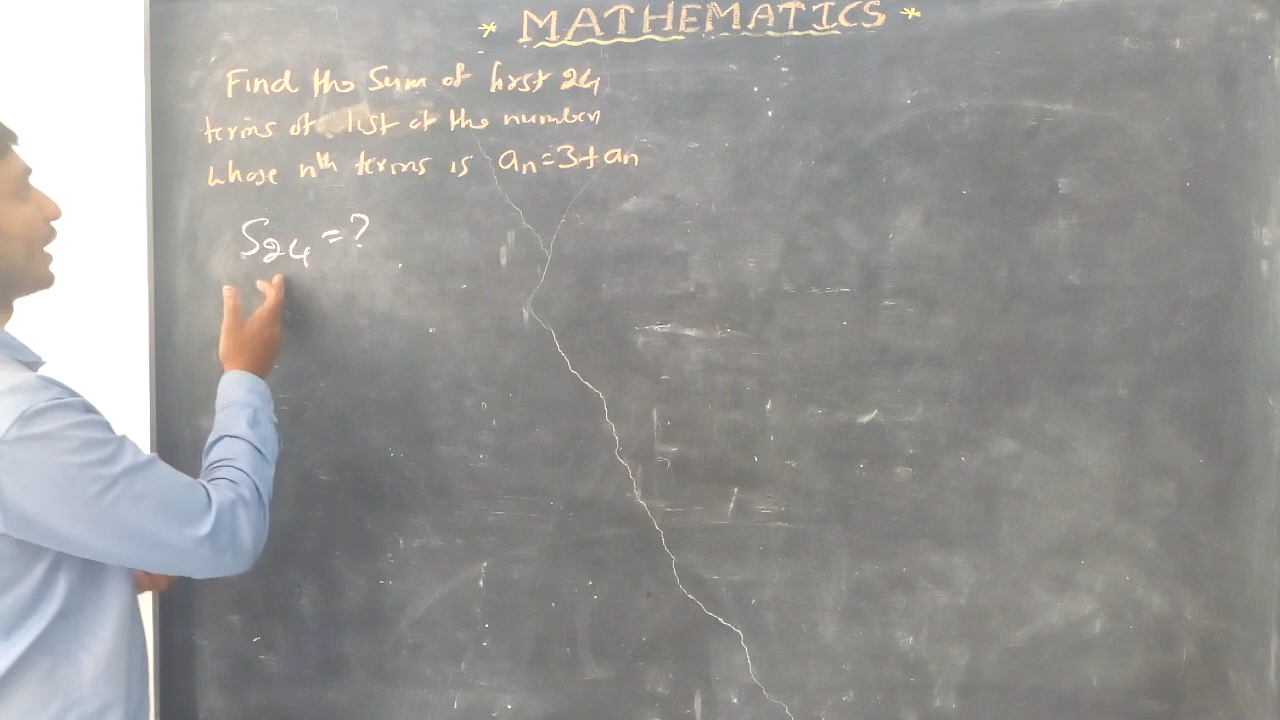 * MATHEMATICS *
Find the Sum of first 24
terms of list of the number
whose nth terms is an=3+an
S24 =?